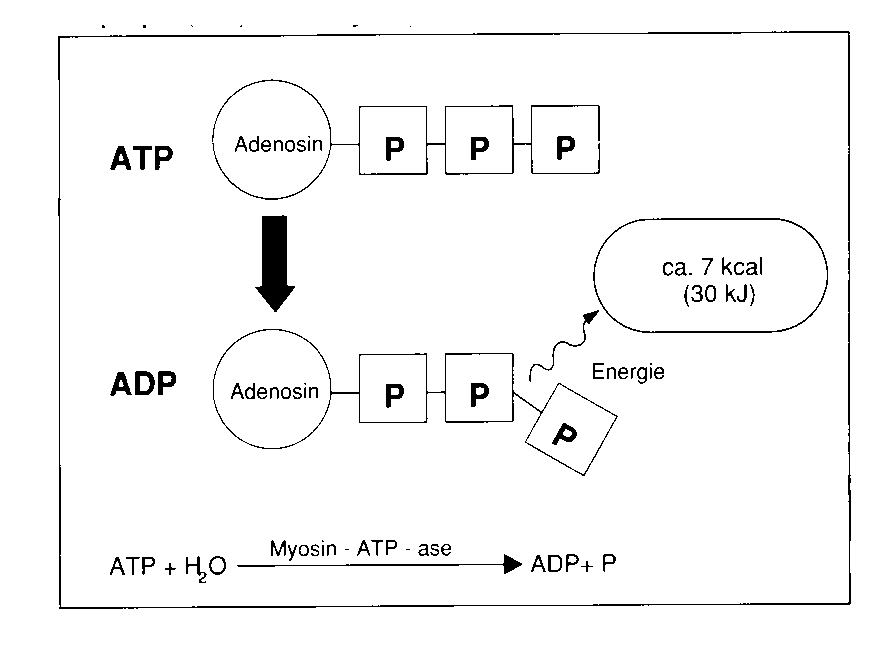 ATP
Adenosin
P
P
P
ca. 7 kcal
(30 kJ)
Energie
ADP
Adenosin
P
P
P
Myosin - ATP - ase
ATP + H₂O
ADP + P